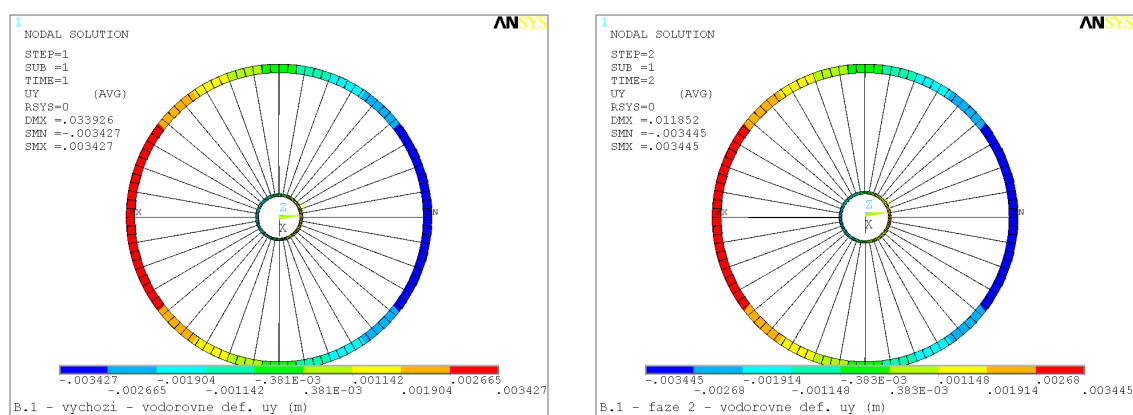 1
ANSYS
NODAL SOLUTION
STEP=1
SUB =1
TIME=1
UY (AVG)
RSYS=0
DMX =.033926
SMN =-.003427
SMX =.003427
MX
Z
X
MN
-.003427 -.001904 -.381E-03 .001142 .002665
-.002665 -.001142 .381E-03 .001904 .003427
B.1 - vychozi - vodorovne def. uy (m)
1
ANSYS
NODAL SOLUTION
STEP=2
SUB =1
TIME=2
UY (AVG)
RSYS=0
DMX =.011852
SMN =-.003445
SMX =.003445
MX
Z
X
MN
-.003445 -.001914 -.383E-03 .001148 .00268
-.00268 -.001148 .383E-03 .001914 .003445
B.1 - faze 2 - vodorovne def. uy (m)